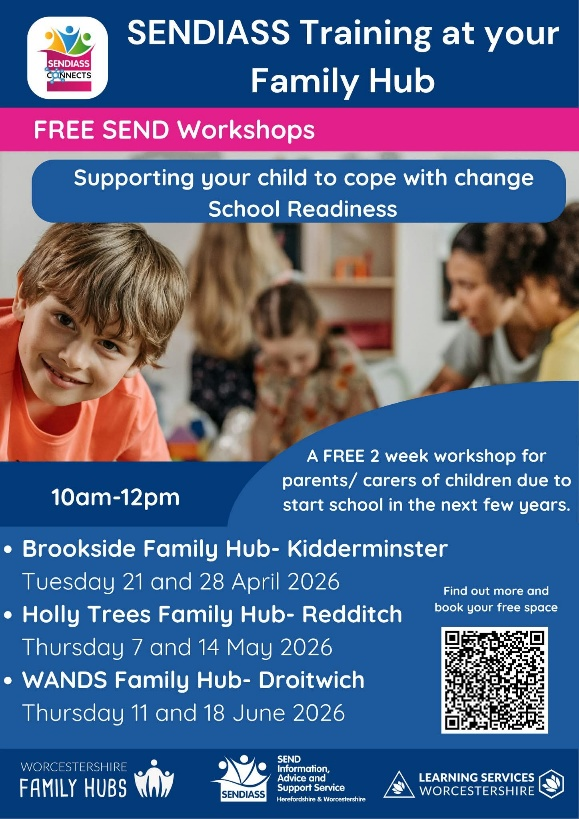 SENDIASS
CONNECTS
SENDIASS Training at your
Family Hub
FREE SEND Workshops
Supporting your child to cope with change
School Readiness
A FREE 2 week workshop for
parents/ carers of children due to
start school in the next few years.
10am-12pm
• Brookside Family Hub- Kidderminster
Tuesday 21 and 28 April 2026
• Holly Trees Family Hub- Redditch
Thursday 7 and 14 May 2026
• WANDS Family Hub- Droitwich
Thursday 11 and 18 June 2026
Find out more and
book your free space
WORCESTERSHIRE
FAMILY HUBS
SENDIASS
SEND
Information,
Advice and
Support Service
Herefordshire & Worcestershire
LEARNING SERVICES
WORCESTERSHIRE